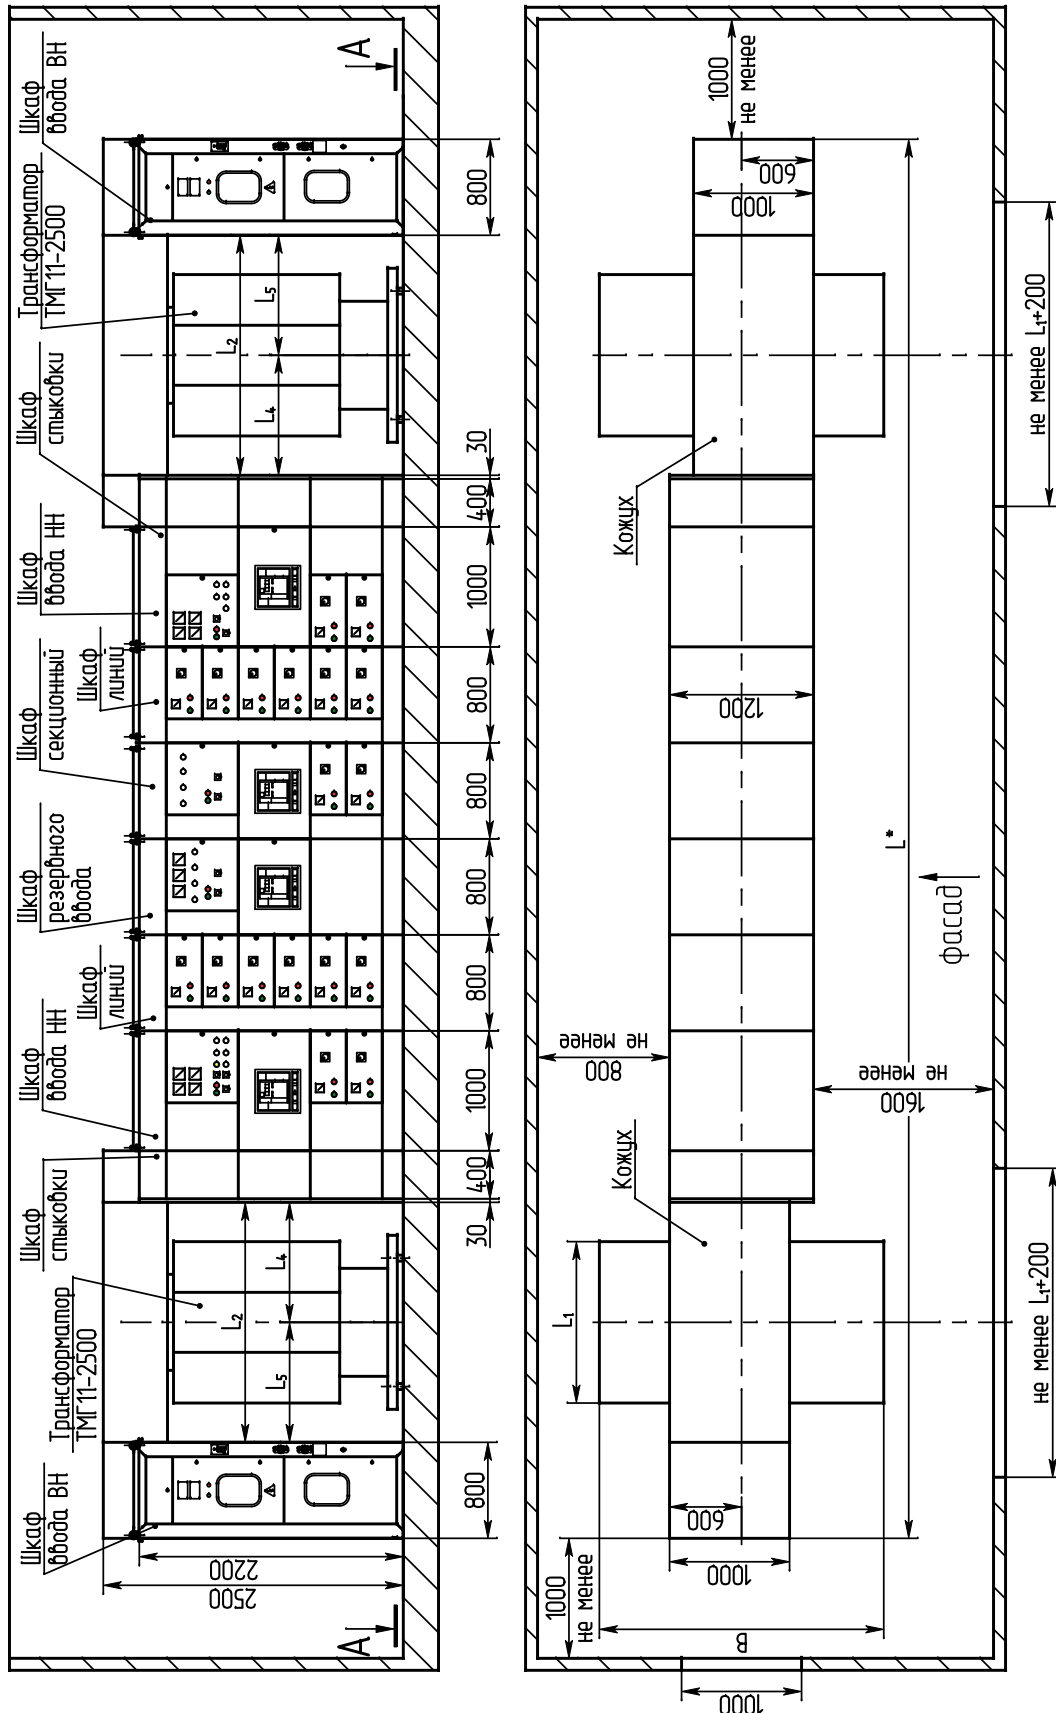 Шкаф
ввода ВН
Трансформатор
ТМГ11-2500
Шкаф
стыковки
Шкаф
ввода НН
Шкаф
линий
Шкаф
резервного
ввода
Шкаф
секционный
Шкаф
линий
Шкаф
ввода НН
Шкаф
стыковки
Трансформатор
ТМГ11-2500
Шкаф
ввода ВН
А
А
2500
2200
L₂
L₅
L₄
L₂
L₄
L₅
800
30
400
1000
800
800
800
800
1000
400
30
800
1000
не менее
B
1000
1000
600
L₁
Кожух
800
не менее
1600
не менее
фасад
L*
1200
Кожух
1000
600
1000
не менее
не менее L₁+200
не менее L₁+200